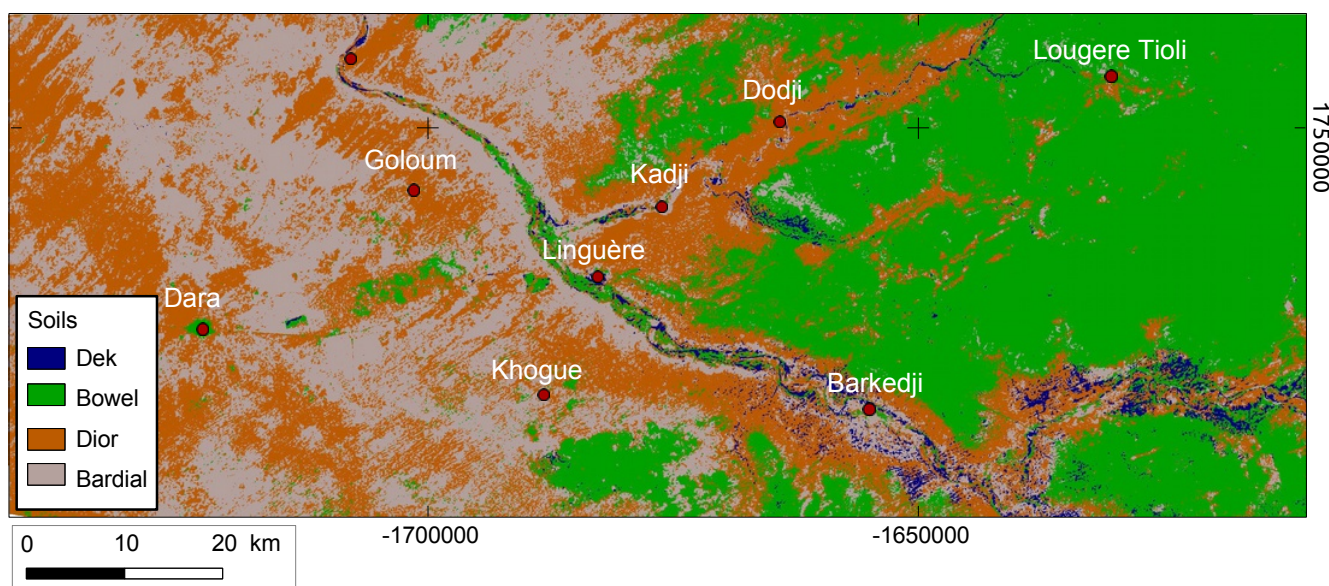 Lougere Tioli
Dodji
1750000
Goloum
Kadji
Linguère
Dara
Soils
Dek
Bowel
Dior
Bardial
Khogue
Barkedji
0 10 20 km
-1700000
-1650000